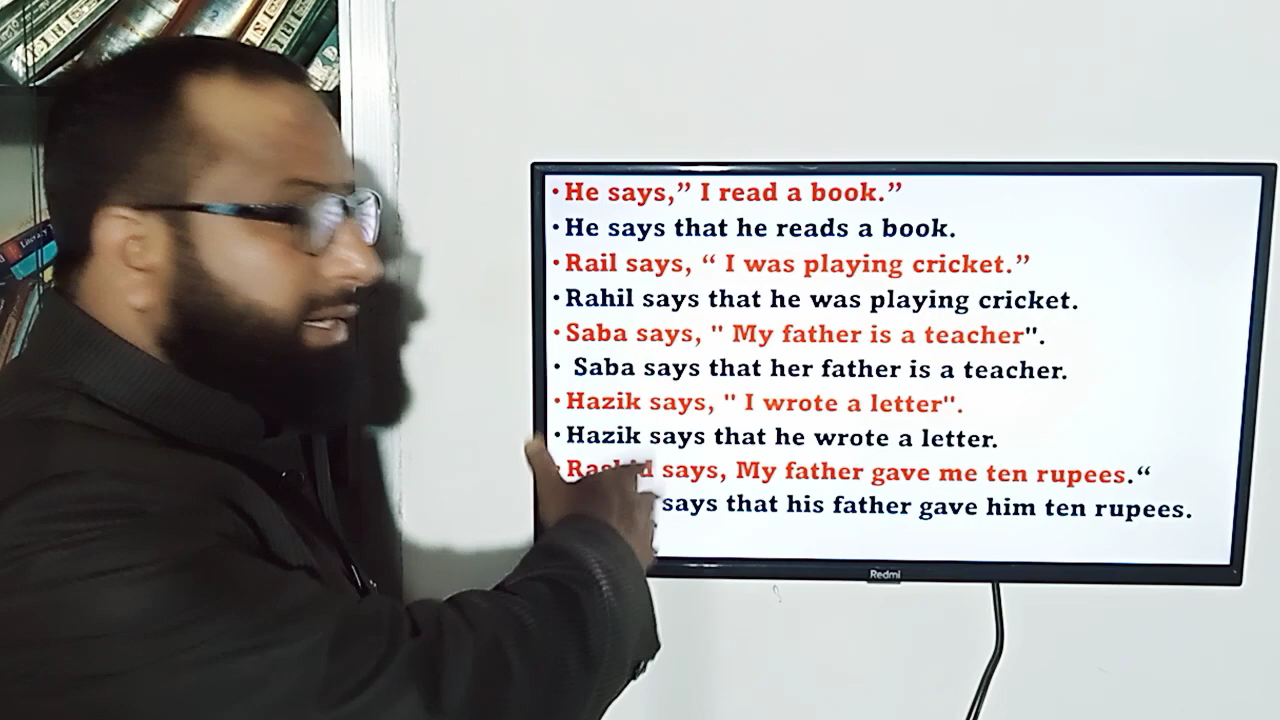 • He says,” I read a book.”
• He says that he reads a book.
• Rail says, “ I was playing cricket.”
• Rahil says that he was playing cricket.
• Saba says, " My father is a teacher".
• Saba says that her father is a teacher.
• Hazik says, " I wrote a letter".
• Hazik says that he wrote a letter.
says, My father gave me ten rupees.“
says that his father gave him ten rupees.
Redmi